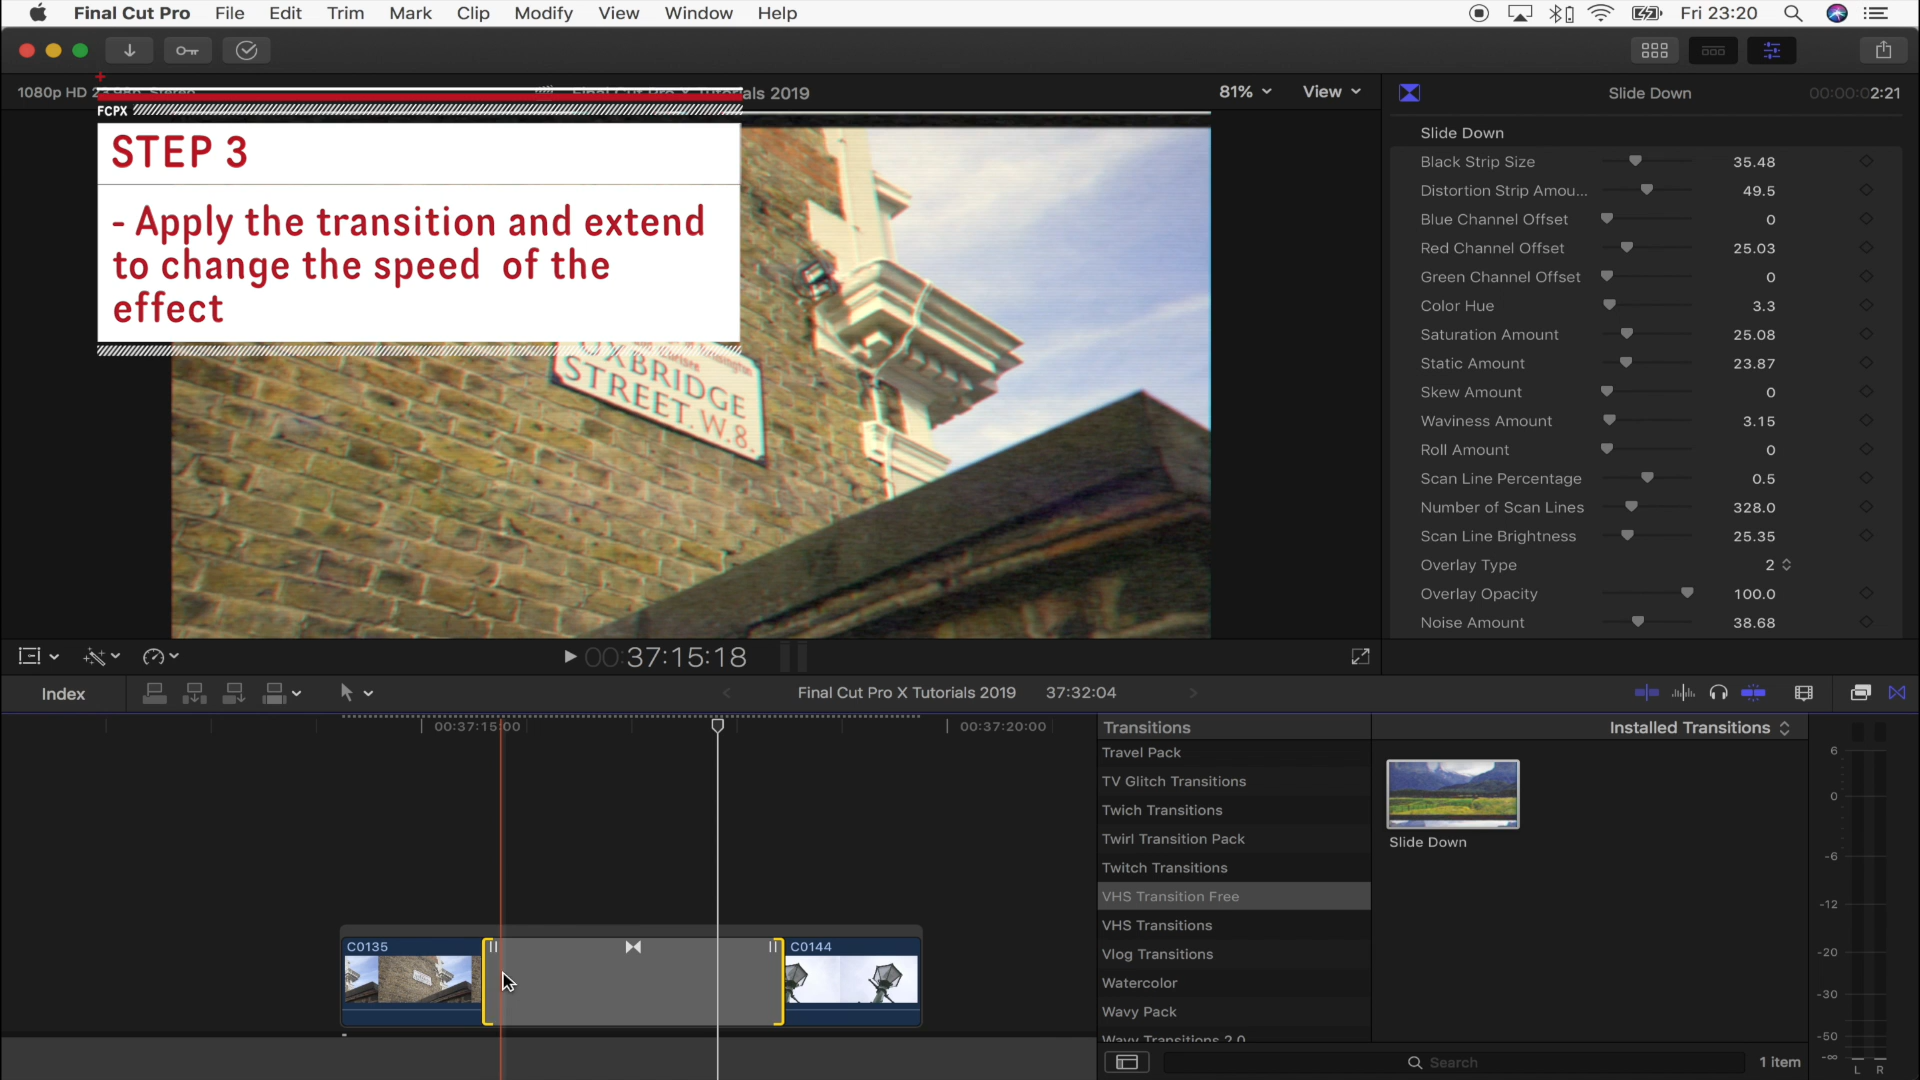 Final Cut Pro File Edit Trim Mark Clip Modify View Window Help Fri 23:20
als 2019 81% View Slide Down 00:00:02:21
1080p HD
FCPX
STEP 3
- Apply the transition and extend
to change the speed of the
effect
UXBRIDGE
STREET. W.8.
Slide Down
Black Strip Size 35.48
Distortion Strip Amou... 49.5
Blue Channel Offset 0
Red Channel Offset 25.03
Green Channel Offset 0
Color Hue 3.3
Saturation Amount 25.08
Static Amount 23.87
Skew Amount 0
Waviness Amount 3.15
Roll Amount 0
Scan Line Percentage 0.5
Number of Scan Lines 328.0
Scan Line Brightness 25.35
Overlay Type 2
Overlay Opacity 100.0
Noise Amount 38.68
00:37:15:18
Index Final Cut Pro X Tutorials 2019 37:32:04
00:37:15:00 00:37:20:00
C0135 C0144
Transitions Installed Transitions
Travel Pack
TV Glitch Transitions
Twich Transitions
Twirl Transition Pack
Twitch Transitions
VHS Transition Free
VHS Transitions
Vlog Transitions
Watercolor
Wavy Pack
Wavy Transitions 2.0
Slide Down
Search 1 item
6
0
-6
-12
-20
-30
-50
-∞
L R